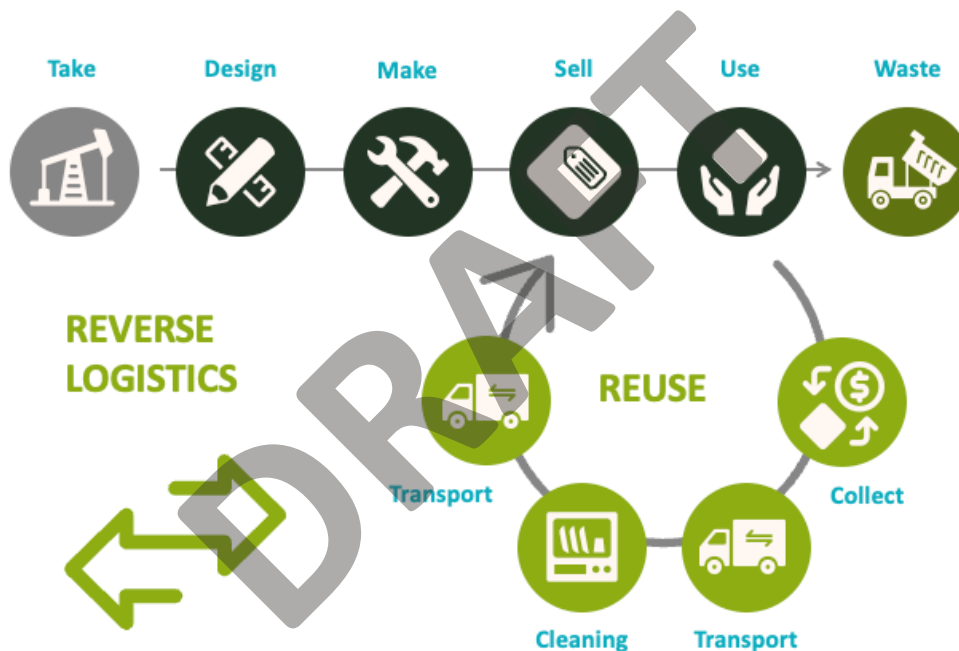 Take
Design
Make
Sell
Use
Waste
REVERSE
LOGISTICS
REUSE
Transport
Collect
Cleaning
Transport
DRAFT
$